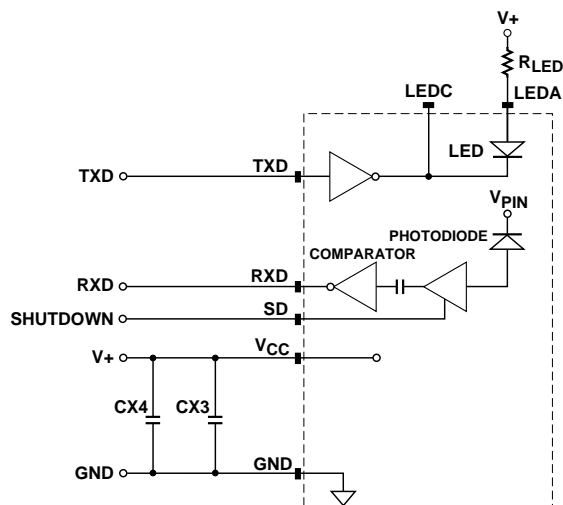 V+
RLED
LEDC
LEDA
LED
TXD
TXD
VPIN
PHOTODIODE
COMPARATOR
RXD
RXD
SD
SHUTDOWN
VCC
V+
CX4
CX3
GND
GND